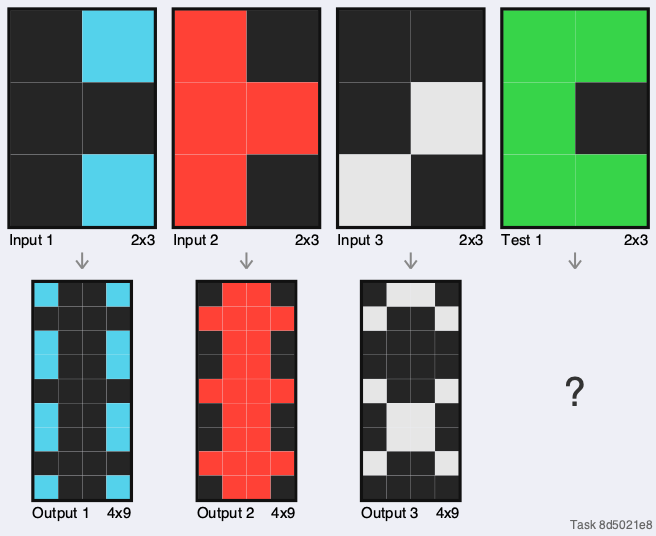 Input 1 2x3
Input 2 2x3
Input 3 2x3
Test 1 2x3
?
Output 1 4x9
Output 2 4x9
Output 3 4x9
Task 8d5021e8